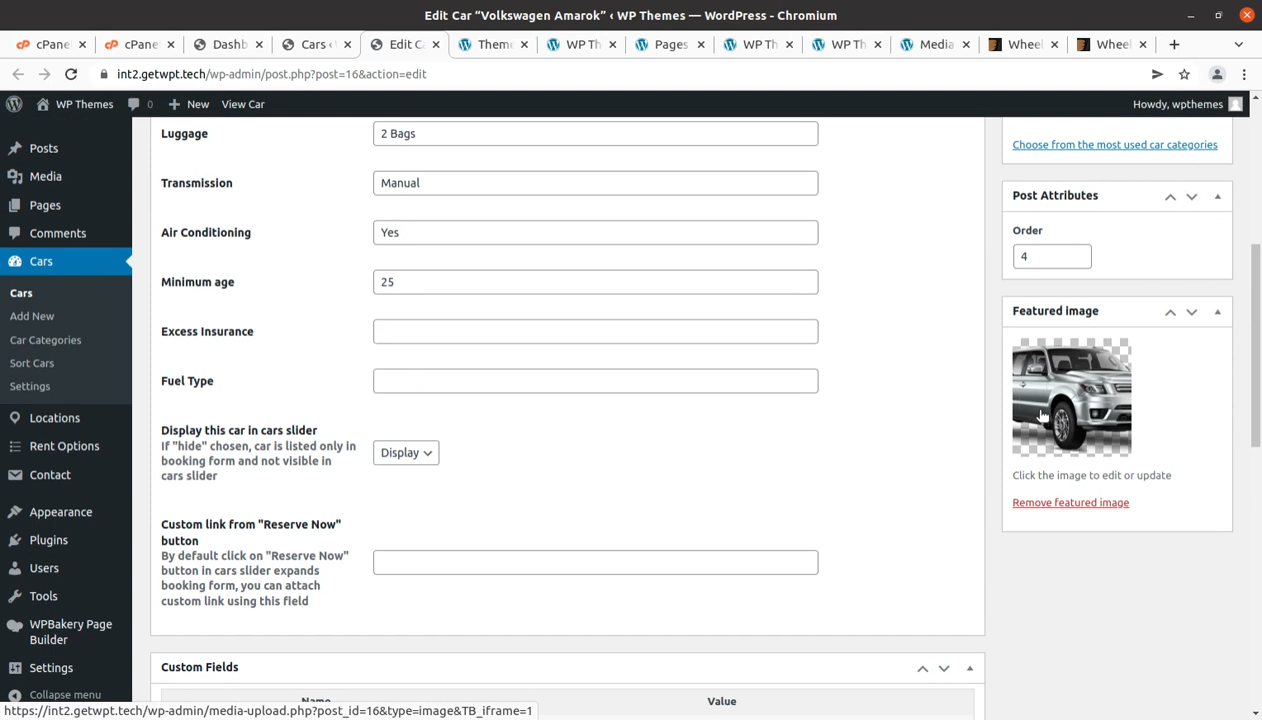 Edit Car “Volkswagen Amarok” ‹ WP Themes — WordPress - Chromium
cPane
cPane
Dashb
Cars ‹
Edit C
Them
WP Th
Pages
WP Th
WP Th
Media
Wheel
Wheel
int2.getwpt.tech/wp-admin/post.php?post=16&action=edit
WP Themes
0
New
View Car
Howdy, wpthemes
Posts
Media
Pages
Comments
Cars
Cars
Add New
Car Categories
Sort Cars
Settings
Locations
Rent Options
Contact
Appearance
Plugins
Users
Tools
WPBakery Page
Builder
Settings
Collapse menu
Luggage
2 Bags
Transmission
Manual
Air Conditioning
Yes
Minimum age
25
Excess Insurance
Fuel Type
Display this car in cars slider
If "hide" chosen, car is listed only in
booking form and not visible in
cars slider
Display
Custom link from "Reserve Now"
button
By default click on "Reserve Now"
button in cars slider expands
booking form, you can attach
custom link using this field
Custom Fields
Name
Value
Choose from the most used car categories
Post Attributes
Order
4
Featured image
Click the image to edit or update
Remove featured image
https://int2.getwpt.tech/wp-admin/media-upload.php?post_id=16&type=image&TB_iframe=1